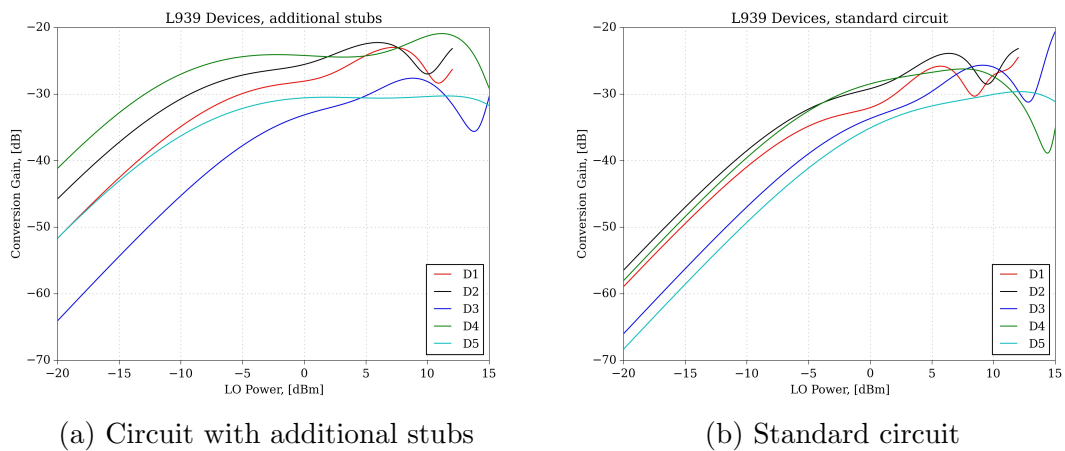 L939 Devices, additional stubs
−20
−30
−40
−50
−60
−70
Conversion Gain, [dB]
D1
D2
D3
D4
D5
−20 −15 −10 −5 0 5 10 15
LO Power, [dBm]
(a) Circuit with additional stubs
L939 Devices, standard circuit
−20
−30
−40
−50
−60
−70
Conversion Gain, [dB]
D1
D2
D3
D4
D5
−20 −15 −10 −5 0 5 10 15
LO Power, [dBm]
(b) Standard circuit